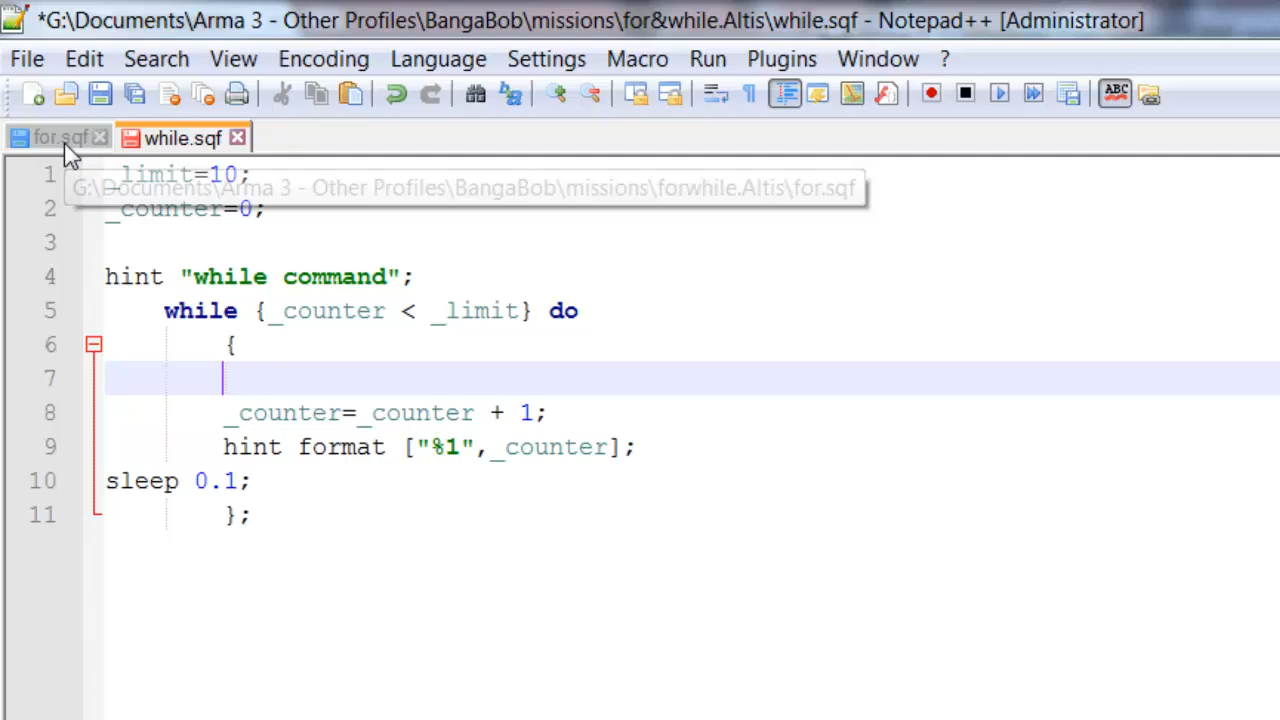 *G:\Documents\Arma 3 - Other Profiles\BangaBob\missions\for&while.Altis\while.sqf - Notepad++ [Administrator]
File Edit Search View Encoding Language Settings Macro Run Plugins Window ?
ABC
for.sqf while.sqf
1 _limit=10;
G:\Documents\Arma 3 - Other Profiles\BangaBob\missions\forwhile.Altis\for.sqf
2 _counter=0;
3
4 hint "while command";
5 while {_counter < _limit} do
6 {
7
8 _counter=_counter + 1;
9 hint format ["%1",_counter];
10 sleep 0.1;
11 };